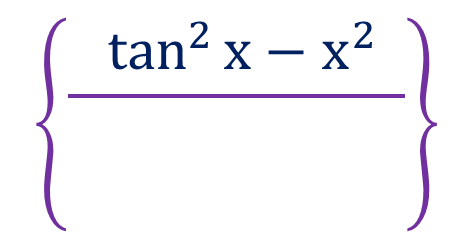 { tan² x − x² }